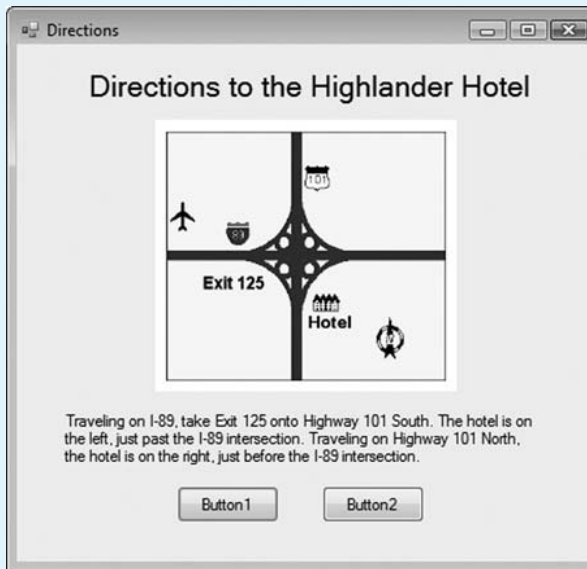 Directions
Directions to the Highlander Hotel
101
89
Exit 125
Hotel
N
Traveling on I-89, take Exit 125 onto Highway 101 South. The hotel is on
the left, just past the I-89 intersection. Traveling on Highway 101 North,
the hotel is on the right, just before the I-89 intersection.
Button1
Button2